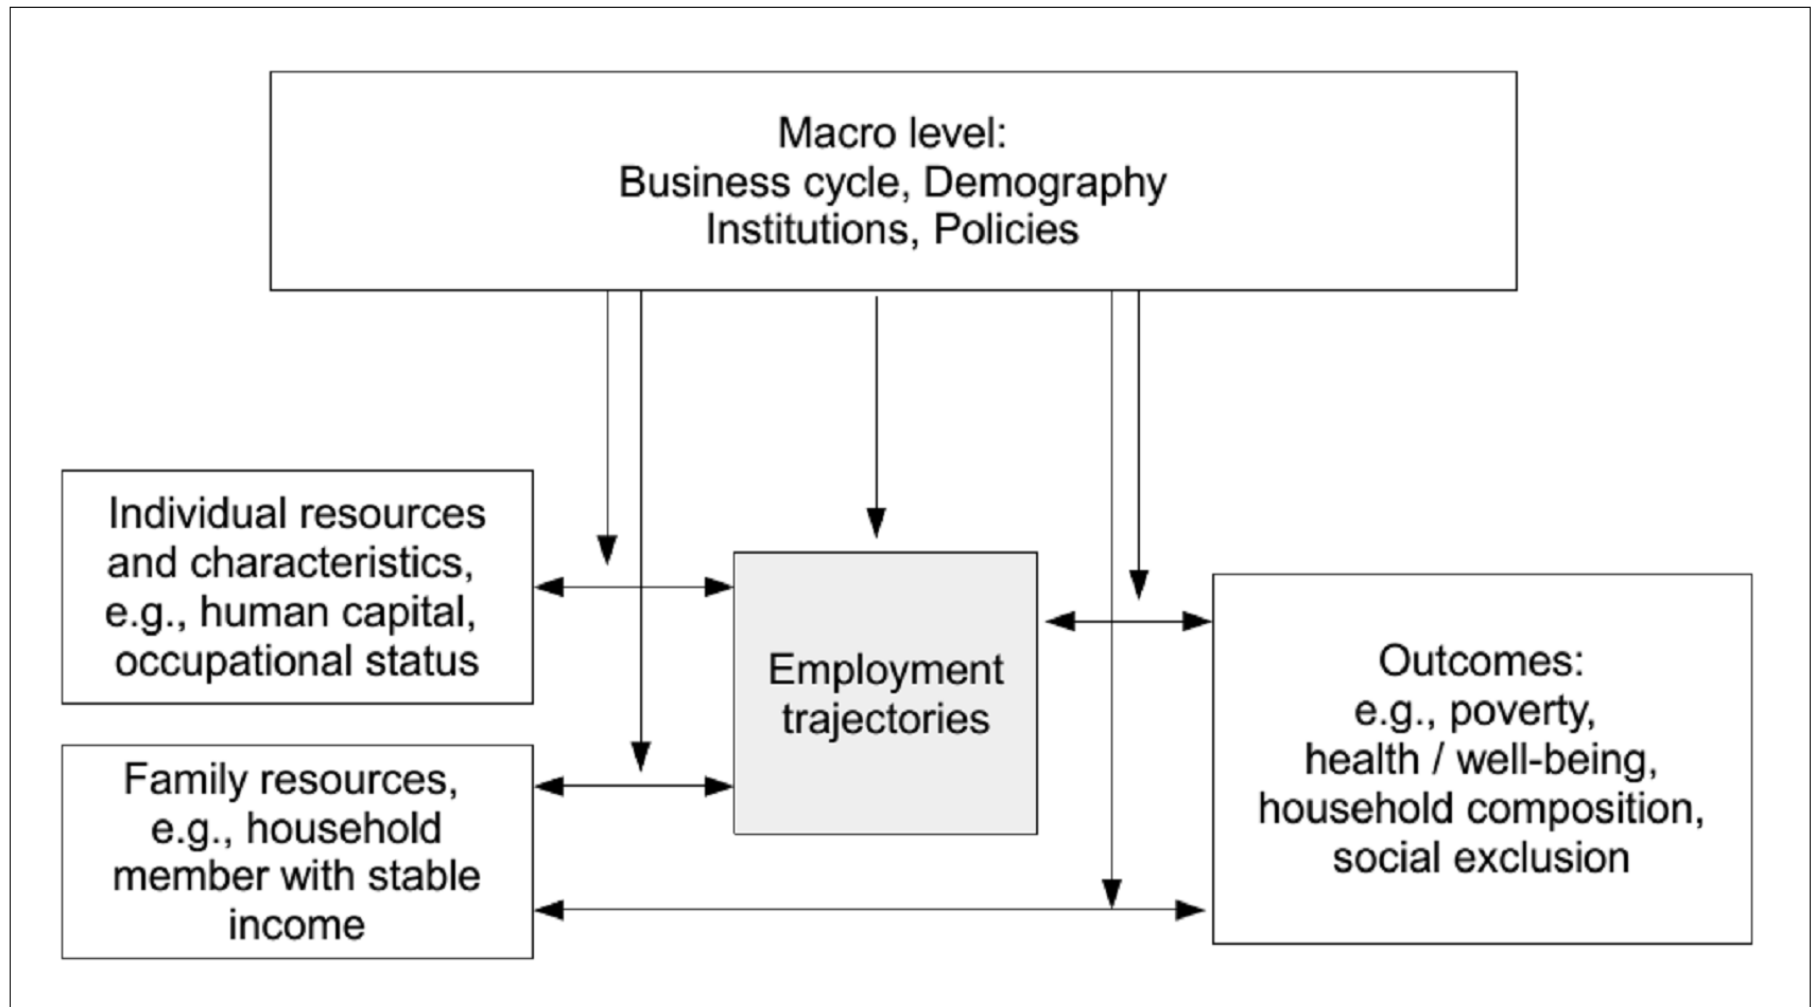 Macro level:
Business cycle, Demography
Institutions, Policies
Individual resources
and characteristics,
e.g., human capital,
occupational status
Family resources,
e.g., household
member with stable
income
Employment
trajectories
Outcomes:
e.g., poverty,
health / well-being,
household composition,
social exclusion